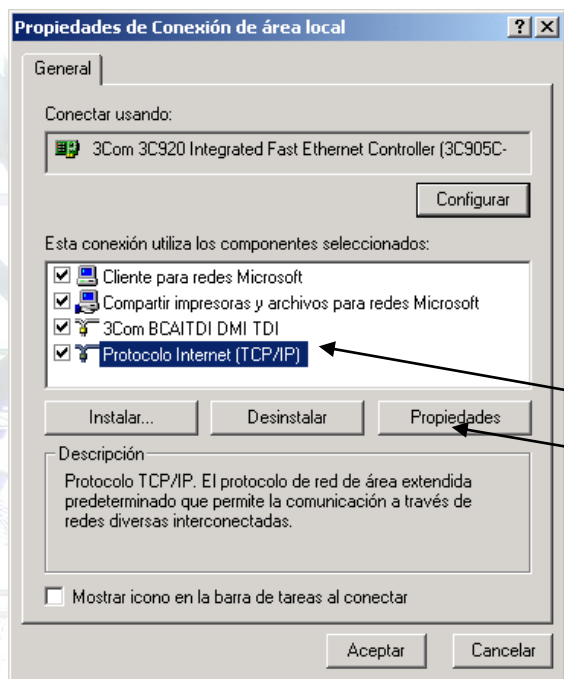 Propiedades de Conexión de área local
General
Conectar usando:
3Com 3C920 Integrated Fast Ethernet Controller (3C905C-
Configurar
Esta conexión utiliza los componentes seleccionados:
Cliente para redes Microsoft
Compartir impresoras y archivos para redes Microsoft
3Com BCAITDI DMI TDI
Protocolo Internet (TCP/IP)
Instalar... Desinstalar Propiedades
Descripción
Protocolo TCP/IP. El protocolo de red de área extendida
predeterminado que permite la comunicación a través de
redes diversas interconectadas.
Mostrar icono en la barra de tareas al conectar
Aceptar Cancelar